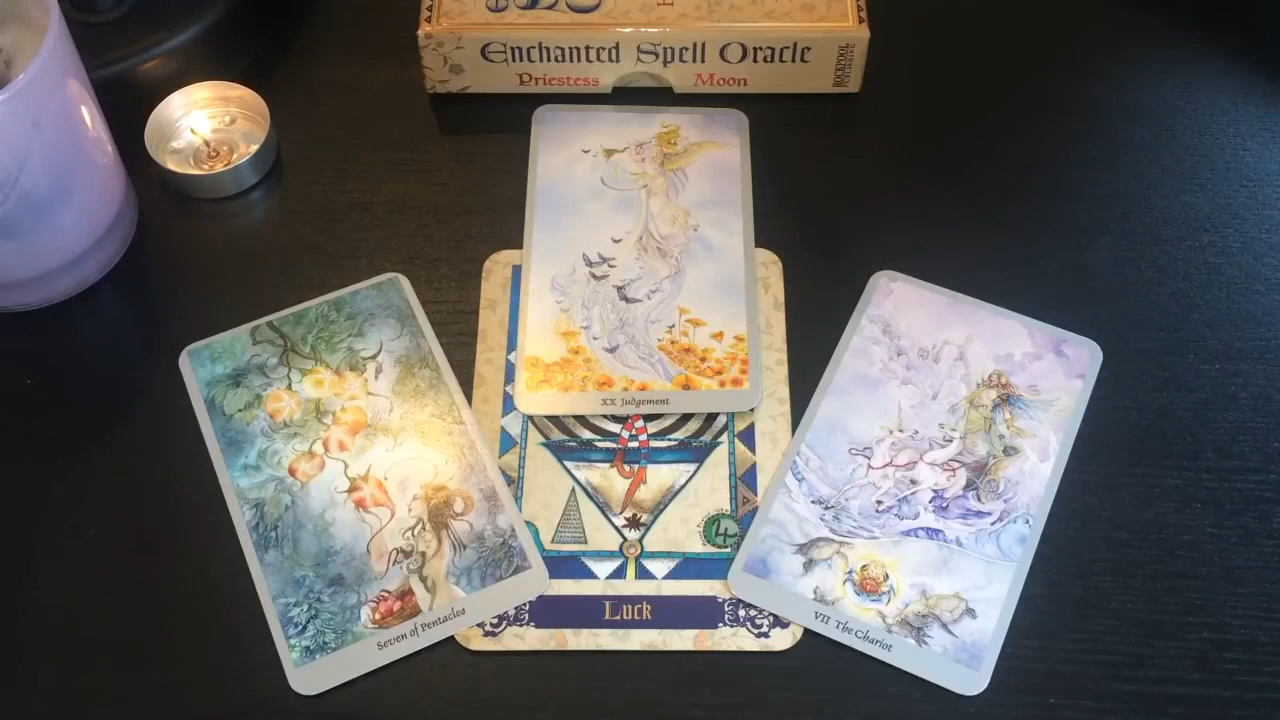 Enchanted Spell Oracle
Priestess Moon
ROCKPOOL
PUBLISHING
XX Judgement
Seven of Pentacles
Luck
VII The Chariot